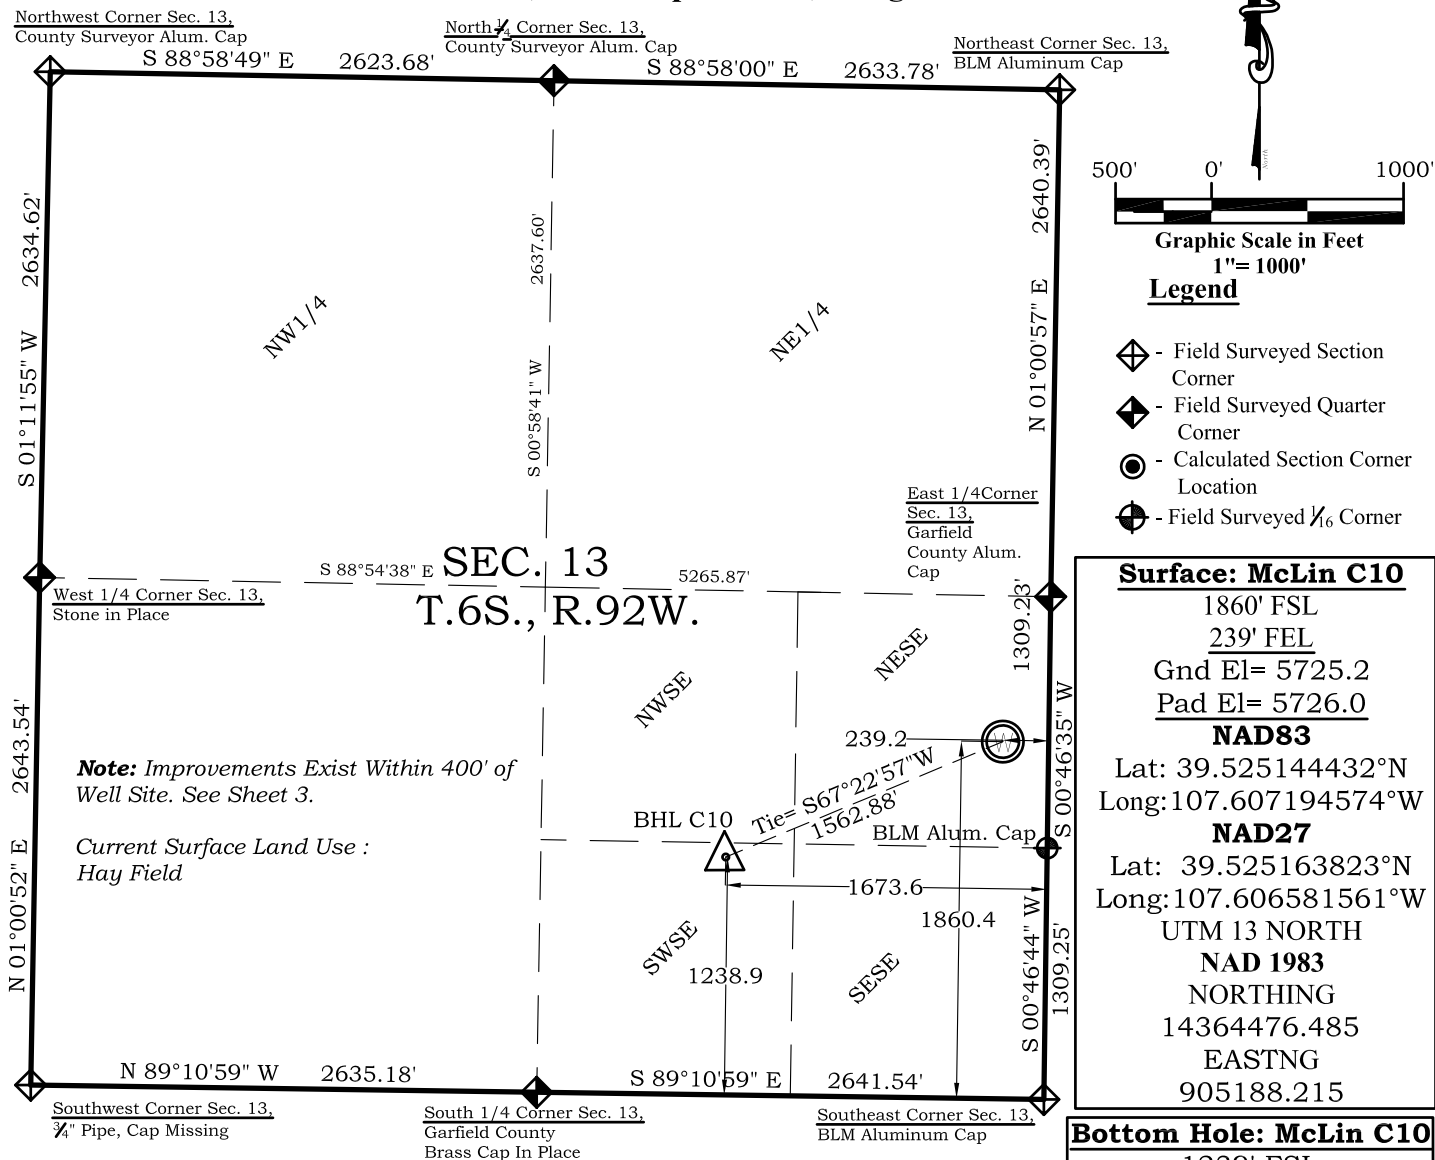 Northwest Corner Sec. 13,
County Surveyor Alum. Cap
North 1/4 Corner Sec. 13,
County Surveyor Alum. Cap
Northeast Corner Sec. 13,
BLM Aluminum Cap
S 88°58'49" E 2623.68'
S 88°58'00" E 2633.78'
North
500' 0' 1000'
Graphic Scale in Feet
1"= 1000'
Legend
- Field Surveyed Section
Corner
- Field Surveyed Quarter
Corner
- Calculated Section Corner
Location
- Field Surveyed 1/16 Corner
S 01°11'55" W 2634.62'
S 00°58'41" W 2637.60'
N 01°00'57" E 2640.39'
NW1/4
NE1/4
East 1/4Corner
Sec. 13,
Garfield
County Alum.
Cap
S 88°54'38" E 5265.87'
SEC. 13
T.6S., R.92W.
West 1/4 Corner Sec. 13,
Stone in Place
1309.23'
S 00°46'35" W
NESE
NWSE
239.2
Tie= S67°22'57"W
1562.88'
BHL C10
BLM Alum. Cap
Note: Improvements Exist Within 400' of
Well Site. See Sheet 3.
Current Surface Land Use :
Hay Field
1673.6
1860.4
1238.9
SWSE
SESE
N 01°00'52" E 2643.54'
S 00°46'44" W 1309.25'
N 89°10'59" W 2635.18'
S 89°10'59" E 2641.54'
Southwest Corner Sec. 13,
3/4" Pipe, Cap Missing
South 1/4 Corner Sec. 13,
Garfield County
Brass Cap In Place
Southeast Corner Sec. 13,
BLM Aluminum Cap
Surface: McLin C10
1860' FSL
239' FEL
Gnd El= 5725.2
Pad El= 5726.0
NAD83
Lat: 39.525144432°N
Long:107.607194574°W
NAD27
Lat: 39.525163823°N
Long:107.606581561°W
UTM 13 NORTH
NAD 1983
NORTHING
14364476.485
EASTNG
905188.215
Bottom Hole: McLin C10